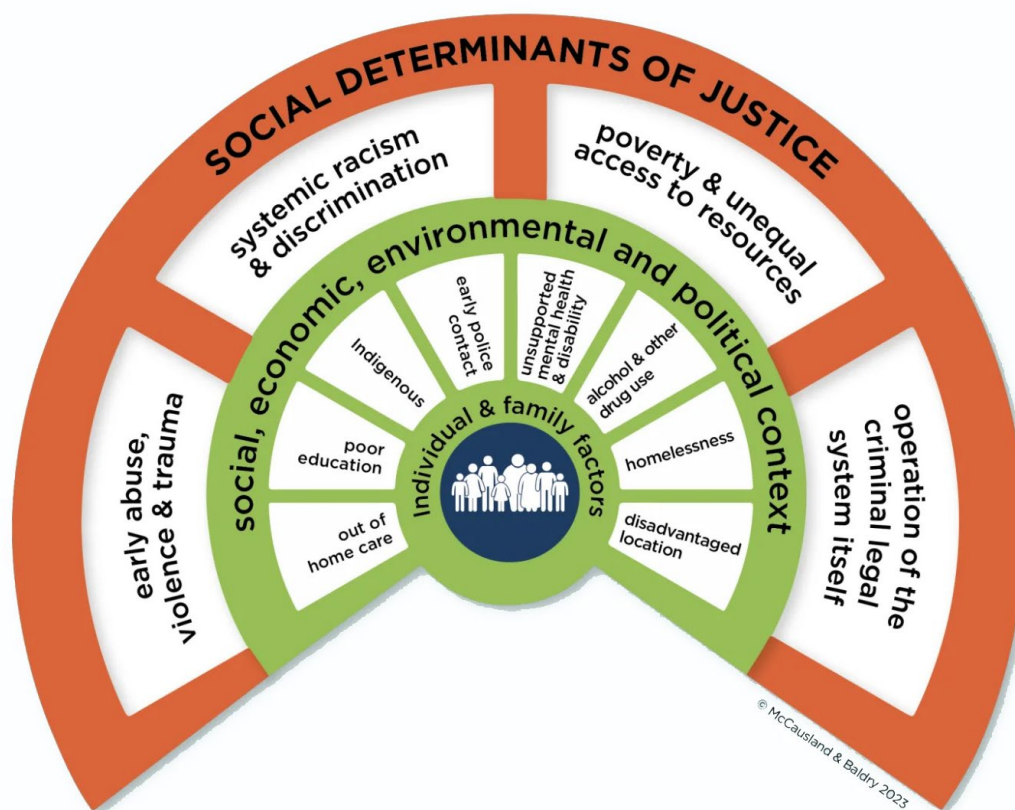 SOCIAL DETERMINANTS OF JUSTICE
early abuse,
violence & trauma
systemic racism
& discrimination
poverty & unequal
access to resources
operation of the
criminal legal
system itself
social, economic, environmental and political context
out of
home care
poor
education
Indigenous
early police
contact
unsupported
mental health
& disability
alcohol & other
drug use
homelessness
disadvantaged
location
Individual & family factors
© McCausland & Baldry 2023